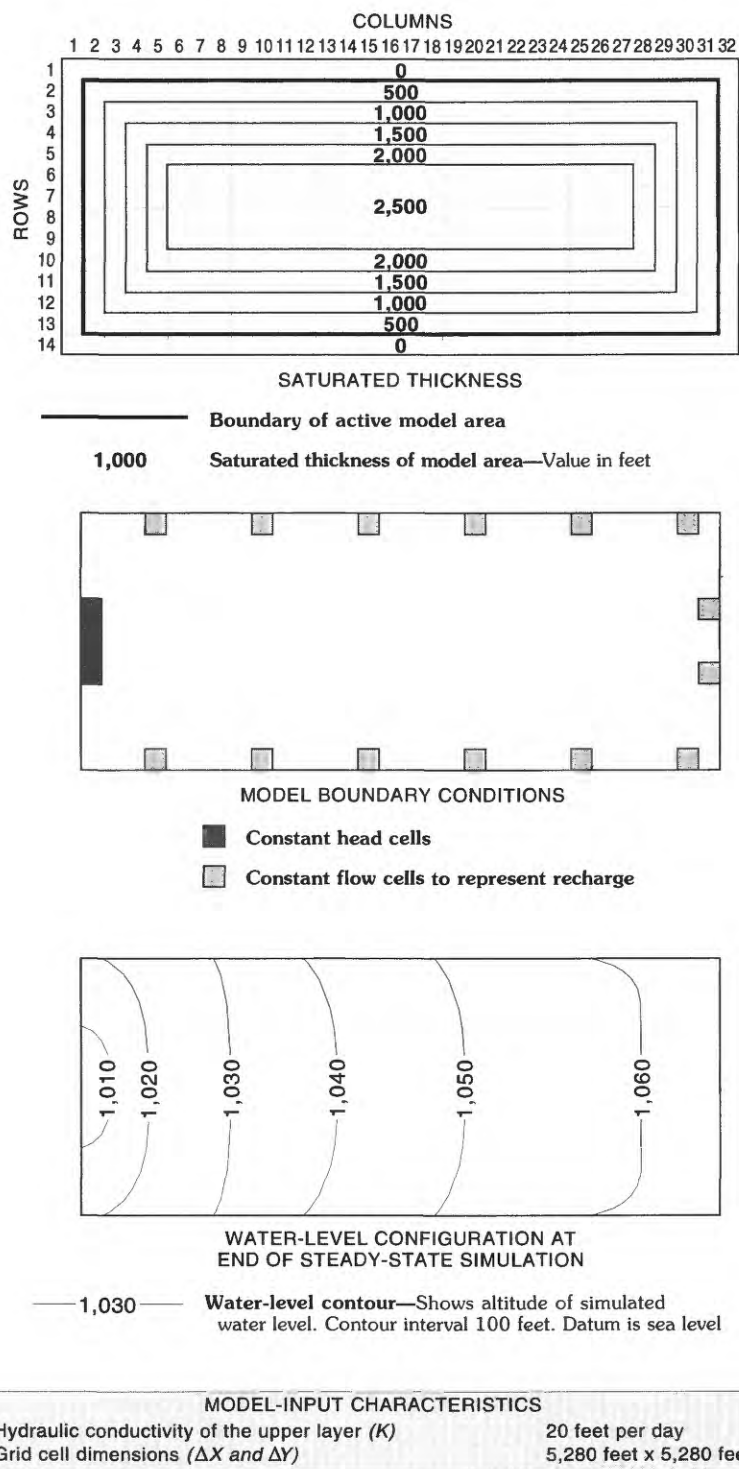 COLUMNS
1 2 3 4 5 6 7 8 9 10 11 12 13 14 15 16 17 18 19 20 21 22 23 24 25 26 27 28 29 30 31 32
ROWS
1
2
3
4
5
6
7
8
9
10
11
12
13
14
0
500
1,000
1,500
2,000
2,500
2,000
1,500
1,000
500
0
SATURATED THICKNESS
Boundary of active model area
1,000 Saturated thickness of model area—Value in feet
MODEL BOUNDARY CONDITIONS
Constant head cells
Constant flow cells to represent recharge
1,010
1,020
1,030
1,040
1,050
1,060
WATER-LEVEL CONFIGURATION AT
END OF STEADY-STATE SIMULATION
1,030 Water-level contour—Shows altitude of simulated
water level. Contour interval 100 feet. Datum is sea level
MODEL-INPUT CHARACTERISTICS
Hydraulic conductivity of the upper layer (K) 20 feet per day
Grid cell dimensions (ΔX and ΔY) 5,280 feet x 5,280 fee